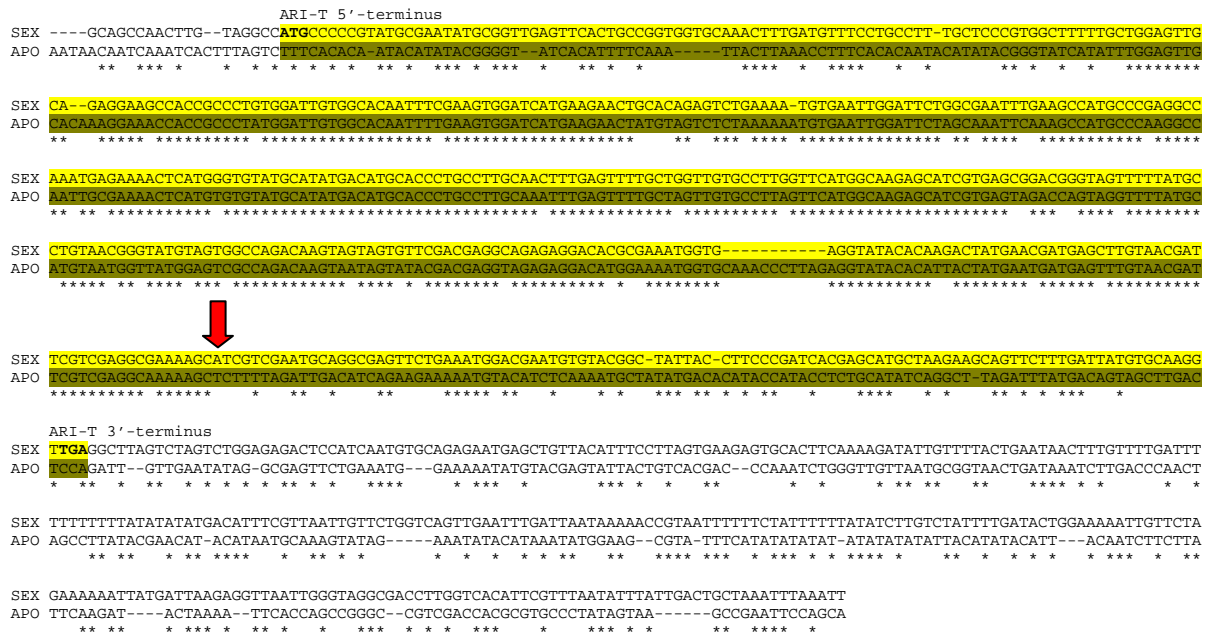 ARI-T 5’-terminus
SEX ----GCAGCCAACTTG--TAGGCCATGCCCCCGTATGCGAATATGCGGTTGAGTTCACTGCCGGTGGTGCAAACTTTGATGTTTCCTGCCTT-TGCTCCCGTGGCTTTTTGCTGGAGTTG
APO AATAACAATCAAATCACTTTAGTCTTTCACACA-ATACATATACGGGGT--ATCACATTTTCAAA-----TTACTTAAACCTTTCACACAATACATATACGGGTATCATATTTGGAGTTG
** *** * * * * * * * ** * ** ** * * * *** * * **** * **** * * * ** * * * ********
SEX CA--GAGGAAGCCACCGCCCTGTGGATTGTGGCACAATTTCGAAGTGGATCATGAAGAACTGCACAGAGTCTGAAAA-TGTGAATTGGATTCTGGCGAATTTGAAGCCATGCCCGAGGCC
APO CACAAAGGAAACCACCGCCCTATGGATTGTGGCACAATTTTGAAGTGGATCATGAAGAACTATGTAGTCTCTAAAAAATGTGAATTGGATTCTAGCAAATTCAAAGCCATGCCCAAGGCC
** ***** ********** ****************** ******************** ** *** **** *************** ** **** *********** *****
SEX AAATGAGAAAACTCATGGGTGTATGCATATGACATGCACCCTGCCTTGCAACTTTGAGTTTTGCTGGTTGTGCCTTGGTTCATGGCAAGAGCATCGTGAGCGGACGGGTAGTTTTTATGC
APO AATTGCGAAAACTCATGTGTGTATGCATATGACATGCACCCTGCCTTGCAAATTTGAGTTTTGCTAGTTGTGCCTTAGTTCATGGCAAGAGCATCGTGAGTAGACCAGTAGGTTTTATGC
** ** *********** ********************************* ************* ********** *********************** *** *** ********
SEX CTGTAACGGGTATGTAGTGGCCAGACAAGTAGTAGTGTTCGACGAGGCAGAGAGGACACGCGAAATGGTG-----------AGGTATACACAAGACTATGAACGATGAGCTTGTAACGAT
APO ATGTAATGGTTATGGAGTCGCCAGACAAGTAATAGTATACGACGAGGTAGAGAGGACATGGAAAATGGTGCAAACCCTTAGAGGTATACACATTACTATGAATGATGAGTTTGTAACGAT
***** ** **** *** ************ **** * ******** ********** * ******** *********** ******** ****** **********
SEX TCGTCGAGGCGAAAAGCATCGTCGAATGCAGGCGAGTTCTGAAATGGACGAATGTGTACGGC-TATTAC-CTTCCCGATCACGAGCATGCTAAGAAGCAGTTCTTTGATTATGTGCAAGG
APO TCGTCGAGGCAAAAAGCTCTTTTAGATTGACATCAGAAGAAAAATGTACATCTCAAAATGCTATATGACACATACCATACCTCTGCATATCAGGCT-TAGATTTATGACAGTAGCTTGAC
********** ****** * ** * ** ***** ** * * ** *** ** * * * **** ** * ** *** *** * *
ARI-T 3’-terminus
SEX TTGAGGCTTAGTCTAGTCTGGAGAGACTCCATCAATGTGCAGAGAATGAGCTGTTACATTTCCTTAGTGAAGAGTGCACTTCAAAAGATATTGTTTTACTGAATAACTTTGTTTTGATTT
APO TCCAGATT--GTTGAATATAG-GCGAGTTCTGAAATG---GAAAAATATGTACGAGTATTACTGTCACGAC--CCAAATCTGGGTTGTTAATGCGGTAACTGATAAATCTTGACCCAACT
* ** * ** * * * * ** * * **** * *** * *** * * ** * * * ** ** * **** * * * *
SEX TTTTTTTTATATATATGACATTTCGTTAATTGTTCTGGTCAGTTGAATTTGATTAATAAAAACCGTAATTTTTTCTATTTTTTATATCTTGTCTATTTTGATACTGGAAAAATTGTTCTA
APO AGCCTTATACGAACAT-ACATAATGCAAAGTATAG-----AAATATACATAAATATGGAAG--CGTA-TTTCATATATATAT-ATATATATATTACATATACATT---ACAATCTTCTTA
** ** * ** **** * ** * * * * * * * ** ** **** *** * *** * * **** * ** * ** * * *** * **
SEX GAAAAAATTATGATTAAGAGGTTAATTGGGTAGGCGACCTTGGTCACATTCGTTTAATATTTATTGACTGCTAAATTTAAATT
APO TTCAAGAT----ACTAAAA--TTCACCAGCCGGGC--CGTCGACCACGCGTGCCCTATAGTAA------GCCGAATTCCAGCA
** ** * *** * ** * * *** * * * *** * *** * * ** **** *